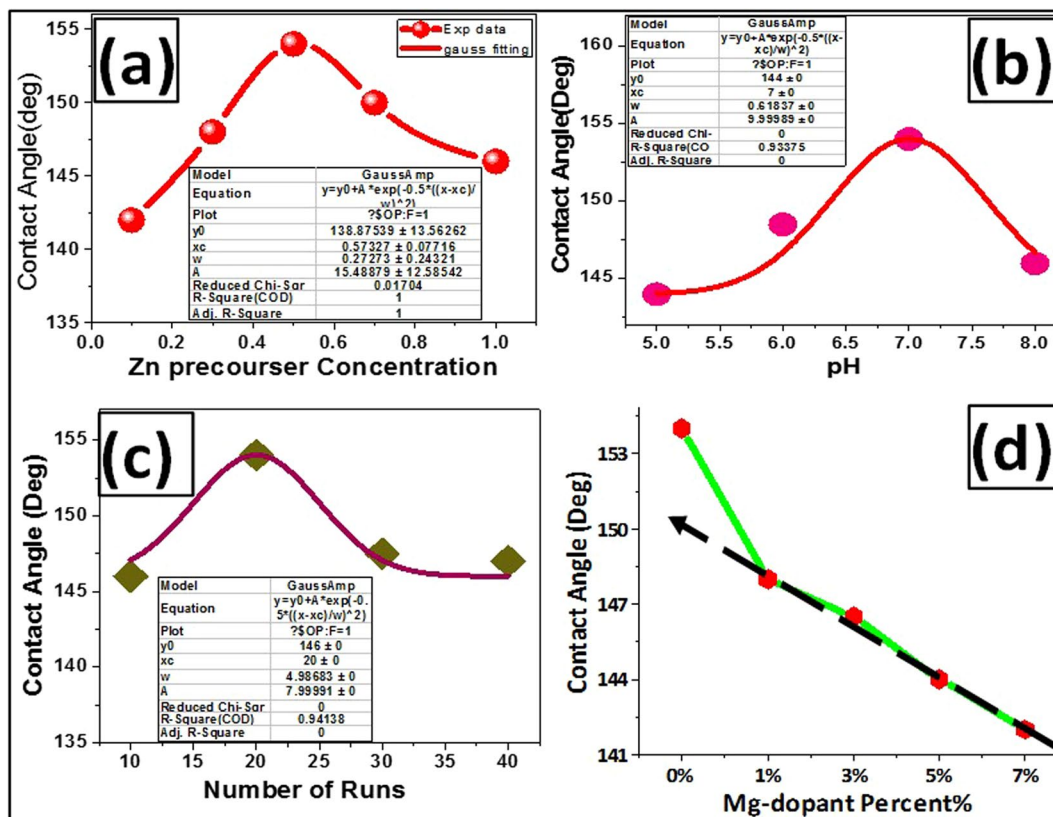 (a)
Exp data
gauss fitting
155
150
145
140
135
Contact Angle(deg)
Model GaussAmp
Equation y=y0+A*exp(-0.5*((x-xc)/
w)^2)
Plot ?$OP:F=1
y0 138.87539 ± 13.56262
xc 0.57327 ± 0.07716
w 0.27273 ± 0.24321
A 15.48879 ± 12.58542
Reduced Chi-Sqr 0.01704
R-Square(COD) 1
Adj. R-Square 1
0.0 0.2 0.4 0.6 0.8 1.0
Zn precourser Concentration
(b)
Model GaussAmp
Equation y=y0+A*exp(-0.5*((x-
xc)/w)^2)
Plot ?$OP:F=1
y0 144 ± 0
xc 7 ± 0
w 0.61837 ± 0
A 9.99989 ± 0
Reduced Chi- 0
R-Square(CO 0.93375
Adj. R-Square 0
160
155
150
145
Contact Angle(Deg)
5.0 5.5 6.0 6.5 7.0 7.5 8.0
pH
(c)
155
150
145
140
135
Contact Angle (Deg)
Model GaussAmp
Equation y=y0+A*exp(-0.
5*((x-xc)/w)^2)
Plot ?$OP:F=1
y0 146 ± 0
xc 20 ± 0
w 4.98683 ± 0
A 7.99991 ± 0
Reduced Chi-Sqr 0
R-Square(COD) 0.94138
Adj. R-Square 0
10 20 30 40
Number of Runs
(d)
153
150
147
144
141
Contact Angle (Deg)
0% 1% 3% 5% 7%
Mg-dopant Percent%